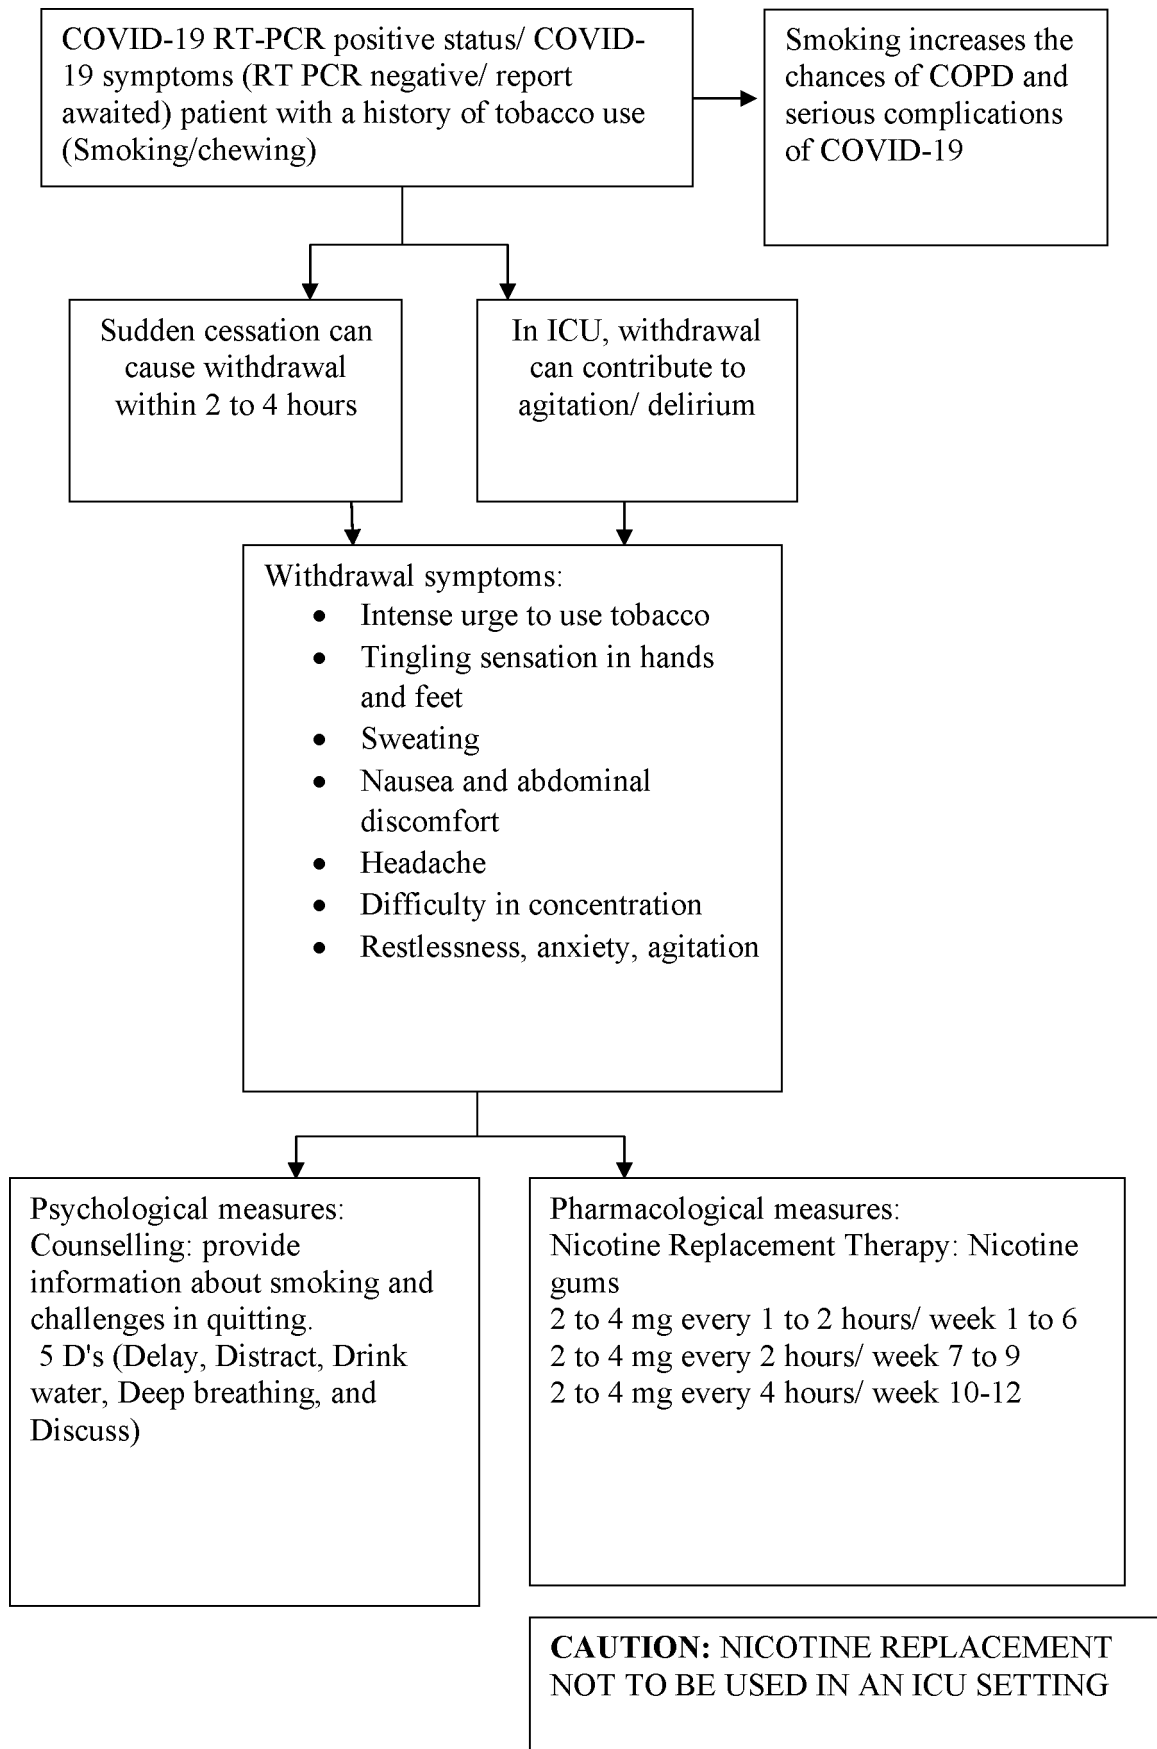 COVID-19 RT-PCR positive status/ COVID-
19 symptoms (RT PCR negative/ report
awaited) patient with a history of tobacco use
(Smoking/chewing)
Smoking increases the
chances of COPD and
serious complications
of COVID-19
Sudden cessation can
cause withdrawal
within 2 to 4 hours
In ICU, withdrawal
can contribute to
agitation/ delirium
Withdrawal symptoms:
• Intense urge to use tobacco
• Tingling sensation in hands
and feet
• Sweating
• Nausea and abdominal
discomfort
• Headache
• Difficulty in concentration
• Restlessness, anxiety, agitation
Psychological measures:
Counselling: provide
information about smoking and
challenges in quitting.
5 D's (Delay, Distract, Drink
water, Deep breathing, and
Discuss)
Pharmacological measures:
Nicotine Replacement Therapy: Nicotine
gums
2 to 4 mg every 1 to 2 hours/ week 1 to 6
2 to 4 mg every 2 hours/ week 7 to 9
2 to 4 mg every 4 hours/ week 10-12
CAUTION: NICOTINE REPLACEMENT
NOT TO BE USED IN AN ICU SETTING